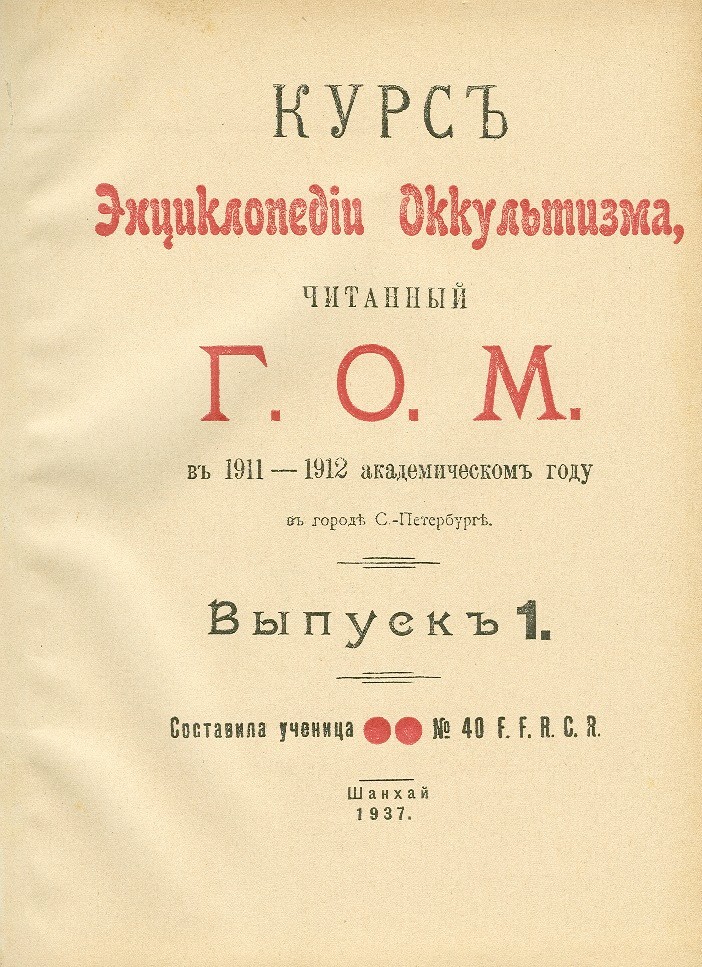 КУРСЪ
Энциклопедіи Оккультизма,
ЧИТАННЫЙ
Г. О. М.
въ 1911 — 1912 академическомъ году
въ городѣ С.-Петербургѣ.
Выпускъ 1.
Составила ученица ●● № 40 F. F. R. C. R.
Шанхай
1937.